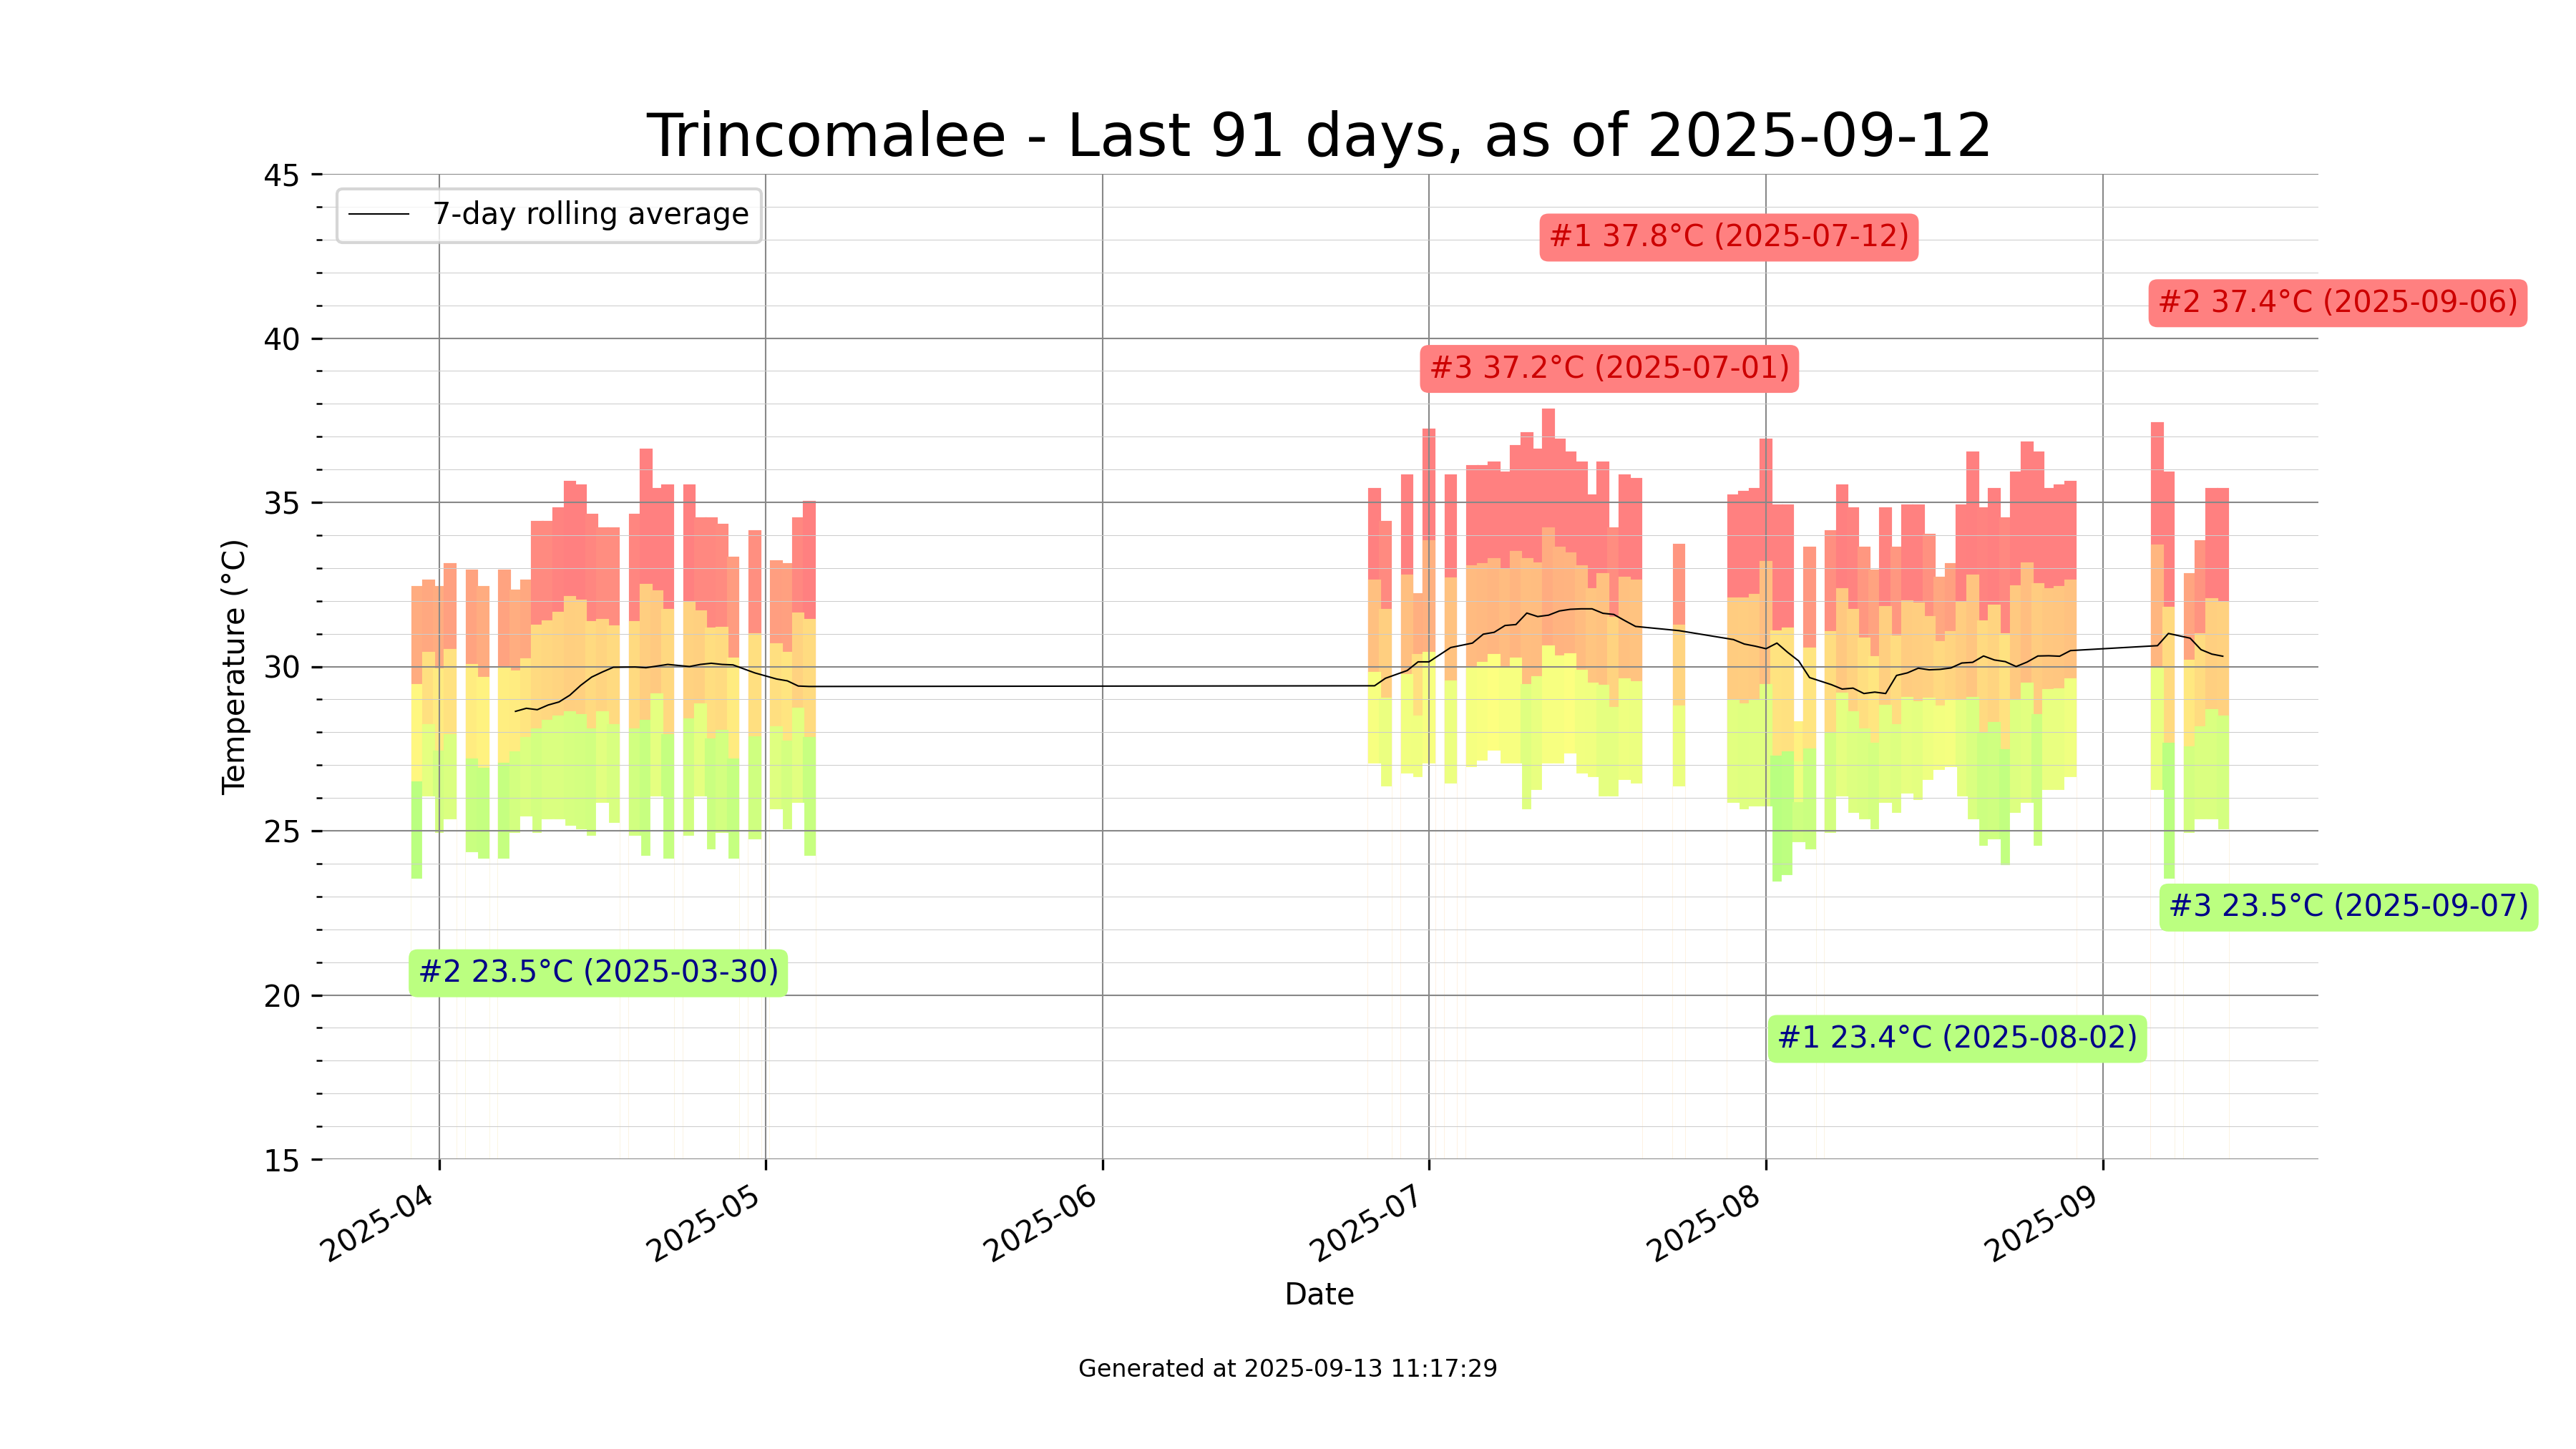 Trincomalee - Last 91 days, as of 2025-09-12
45
7-day rolling average
#1 37.8°C (2025-07-12)
#2 37.4°C (2025-09-06)
40
#3 37.2°C (2025-07-01)
35
30
Temperature (°C)
25
#3 23.5°C (2025-09-07)
#2 23.5°C (2025-03-30)
20
#1 23.4°C (2025-08-02)
15
2025-04
2025-05
2025-06
2025-07
2025-08
2025-09
Date
Generated at 2025-09-13 11:17:29